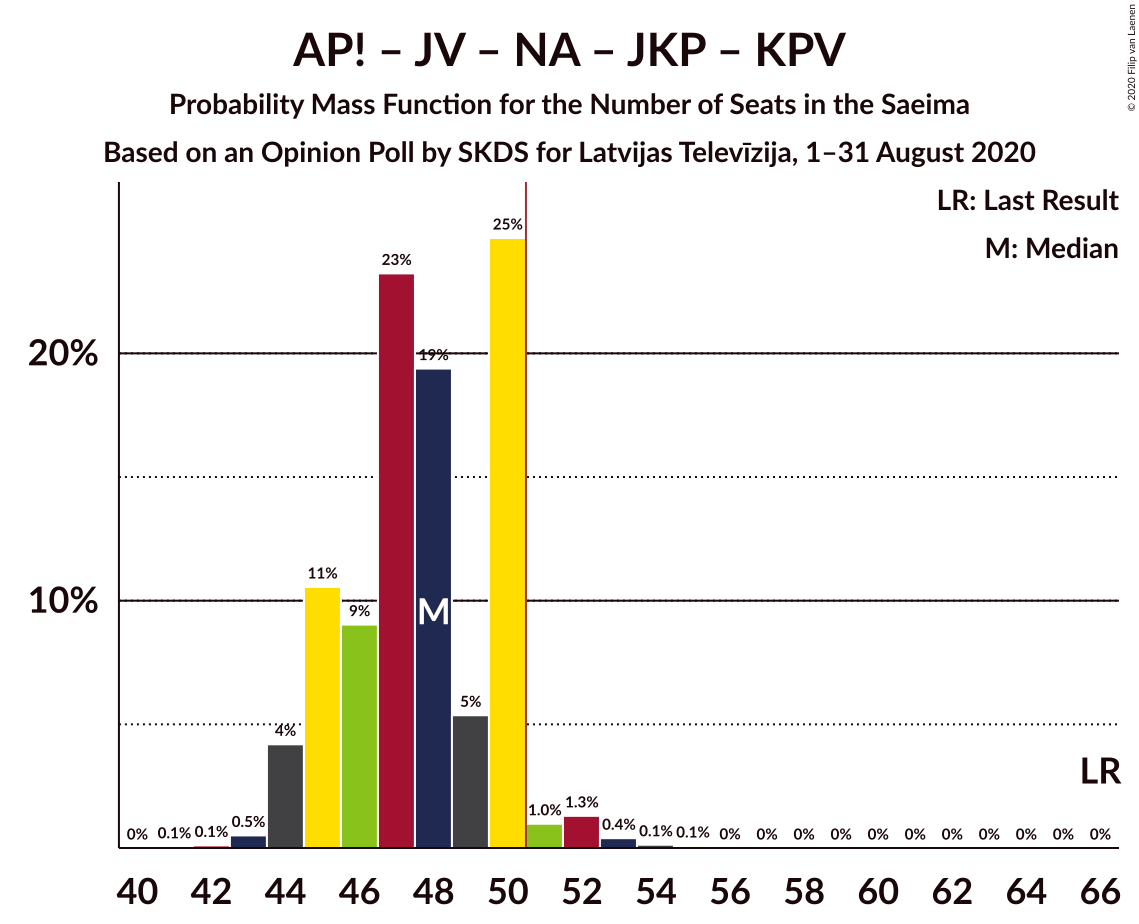 AP! – JV – NA – JKP – KPV
Probability Mass Function for the Number of Seats in the Saeima
Based on an Opinion Poll by SKDS for Latvijas Televīzija, 1–31 August 2020
© 2020 Filip van Laenen
LR: Last Result
M: Median
25%
23%
20%
19%
11%
10%
9%
M
5%
4%
LR
0% 0.1% 0.1% 0.5% 1.0% 1.3% 0.4% 0.1% 0.1% 0% 0% 0% 0% 0% 0% 0% 0% 0% 0% 0%
40 42 44 46 48 50 52 54 56 58 60 62 64 66